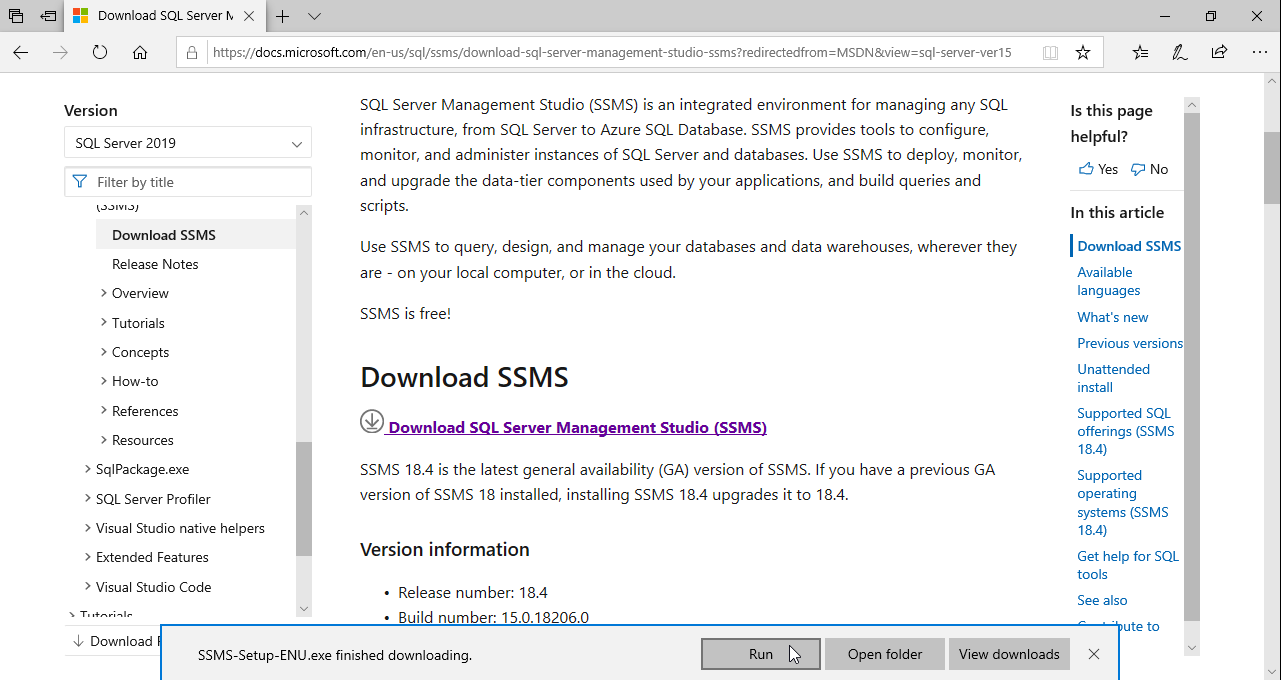 Download SQL Server M
https://docs.microsoft.com/en-us/sql/ssms/download-sql-server-management-studio-ssms?redirectedfrom=MSDN&view=sql-server-ver15
Version
SQL Server 2019
Filter by title
(SSMS)
Download SSMS
Release Notes
Overview
Tutorials
Concepts
How-to
References
Resources
SqlPackage.exe
SQL Server Profiler
Visual Studio native helpers
Extended Features
Visual Studio Code
Tutorials
Download P
SQL Server Management Studio (SSMS) is an integrated environment for managing any SQL
infrastructure, from SQL Server to Azure SQL Database. SSMS provides tools to configure,
monitor, and administer instances of SQL Server and databases. Use SSMS to deploy, monitor,
and upgrade the data-tier components used by your applications, and build queries and
scripts.
Use SSMS to query, design, and manage your databases and data warehouses, wherever they
are - on your local computer, or in the cloud.
SSMS is free!
Download SSMS
Download SQL Server Management Studio (SSMS)
SSMS 18.4 is the latest general availability (GA) version of SSMS. If you have a previous GA
version of SSMS 18 installed, installing SSMS 18.4 upgrades it to 18.4.
Version information
• Release number: 18.4
• Build number: 15.0.18206.0
Is this page
helpful?
Yes No
In this article
Download SSMS
Available
languages
What's new
Previous versions
Unattended
install
Supported SQL
offerings (SSMS
18.4)
Supported
operating
systems (SSMS
18.4)
Get help for SQL
tools
See also
Contribute to
SSMS-Setup-ENU.exe finished downloading.
Run
Open folder
View downloads